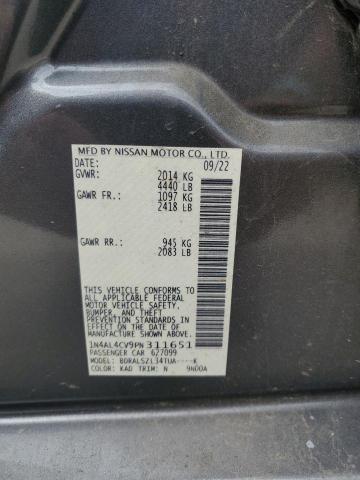 MFD BY NISSAN MOTOR CO., LTD.
DATE: 09/22
GVWR: 2014 KG
4440 LB
GAWR FR.: 1097 KG
2418 LB
GAWR RR.: 945 KG
2083 LB
THIS VEHICLE CONFORMS TO
ALL APPLICABLE FEDERAL
MOTOR VEHICLE SAFETY,
BUMPER, AND THEFT
PREVENTION STANDARDS IN
EFFECT ON THE DATE OF
MANUFACTURE SHOWN ABOVE.
1N4AL4CV9PN311651
PASSENGER CAR 627099
MODEL: BDRALSZL34TUA----K
COLOR: KAD TRIM: N 9N00A